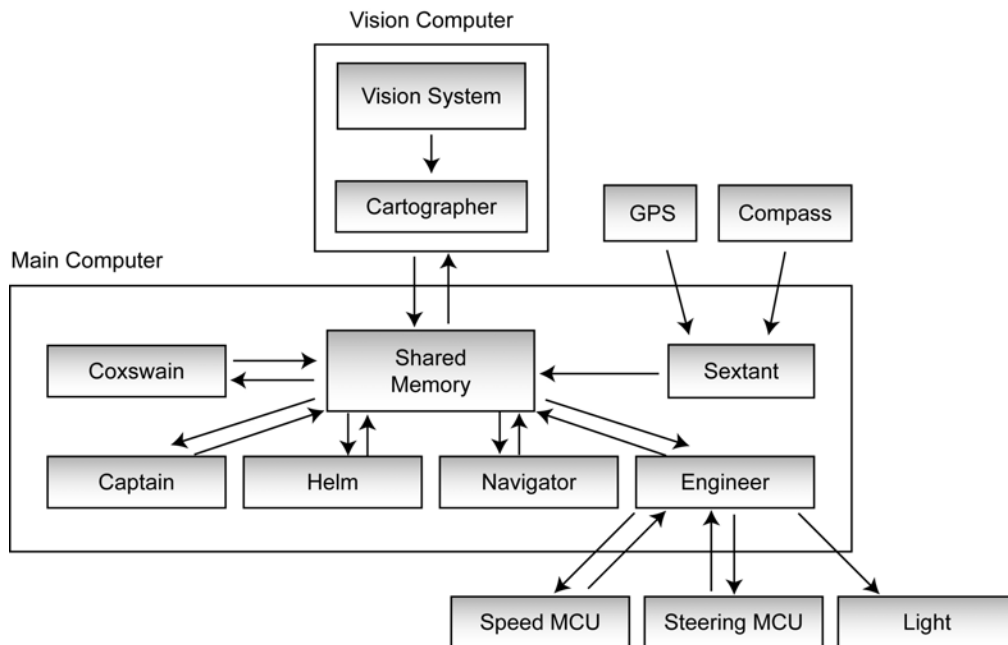 Vision Computer
Vision System
Cartographer
GPS
Compass
Main Computer
Coxswain
Shared
Memory
Sextant
Captain
Helm
Navigator
Engineer
Speed MCU
Steering MCU
Light